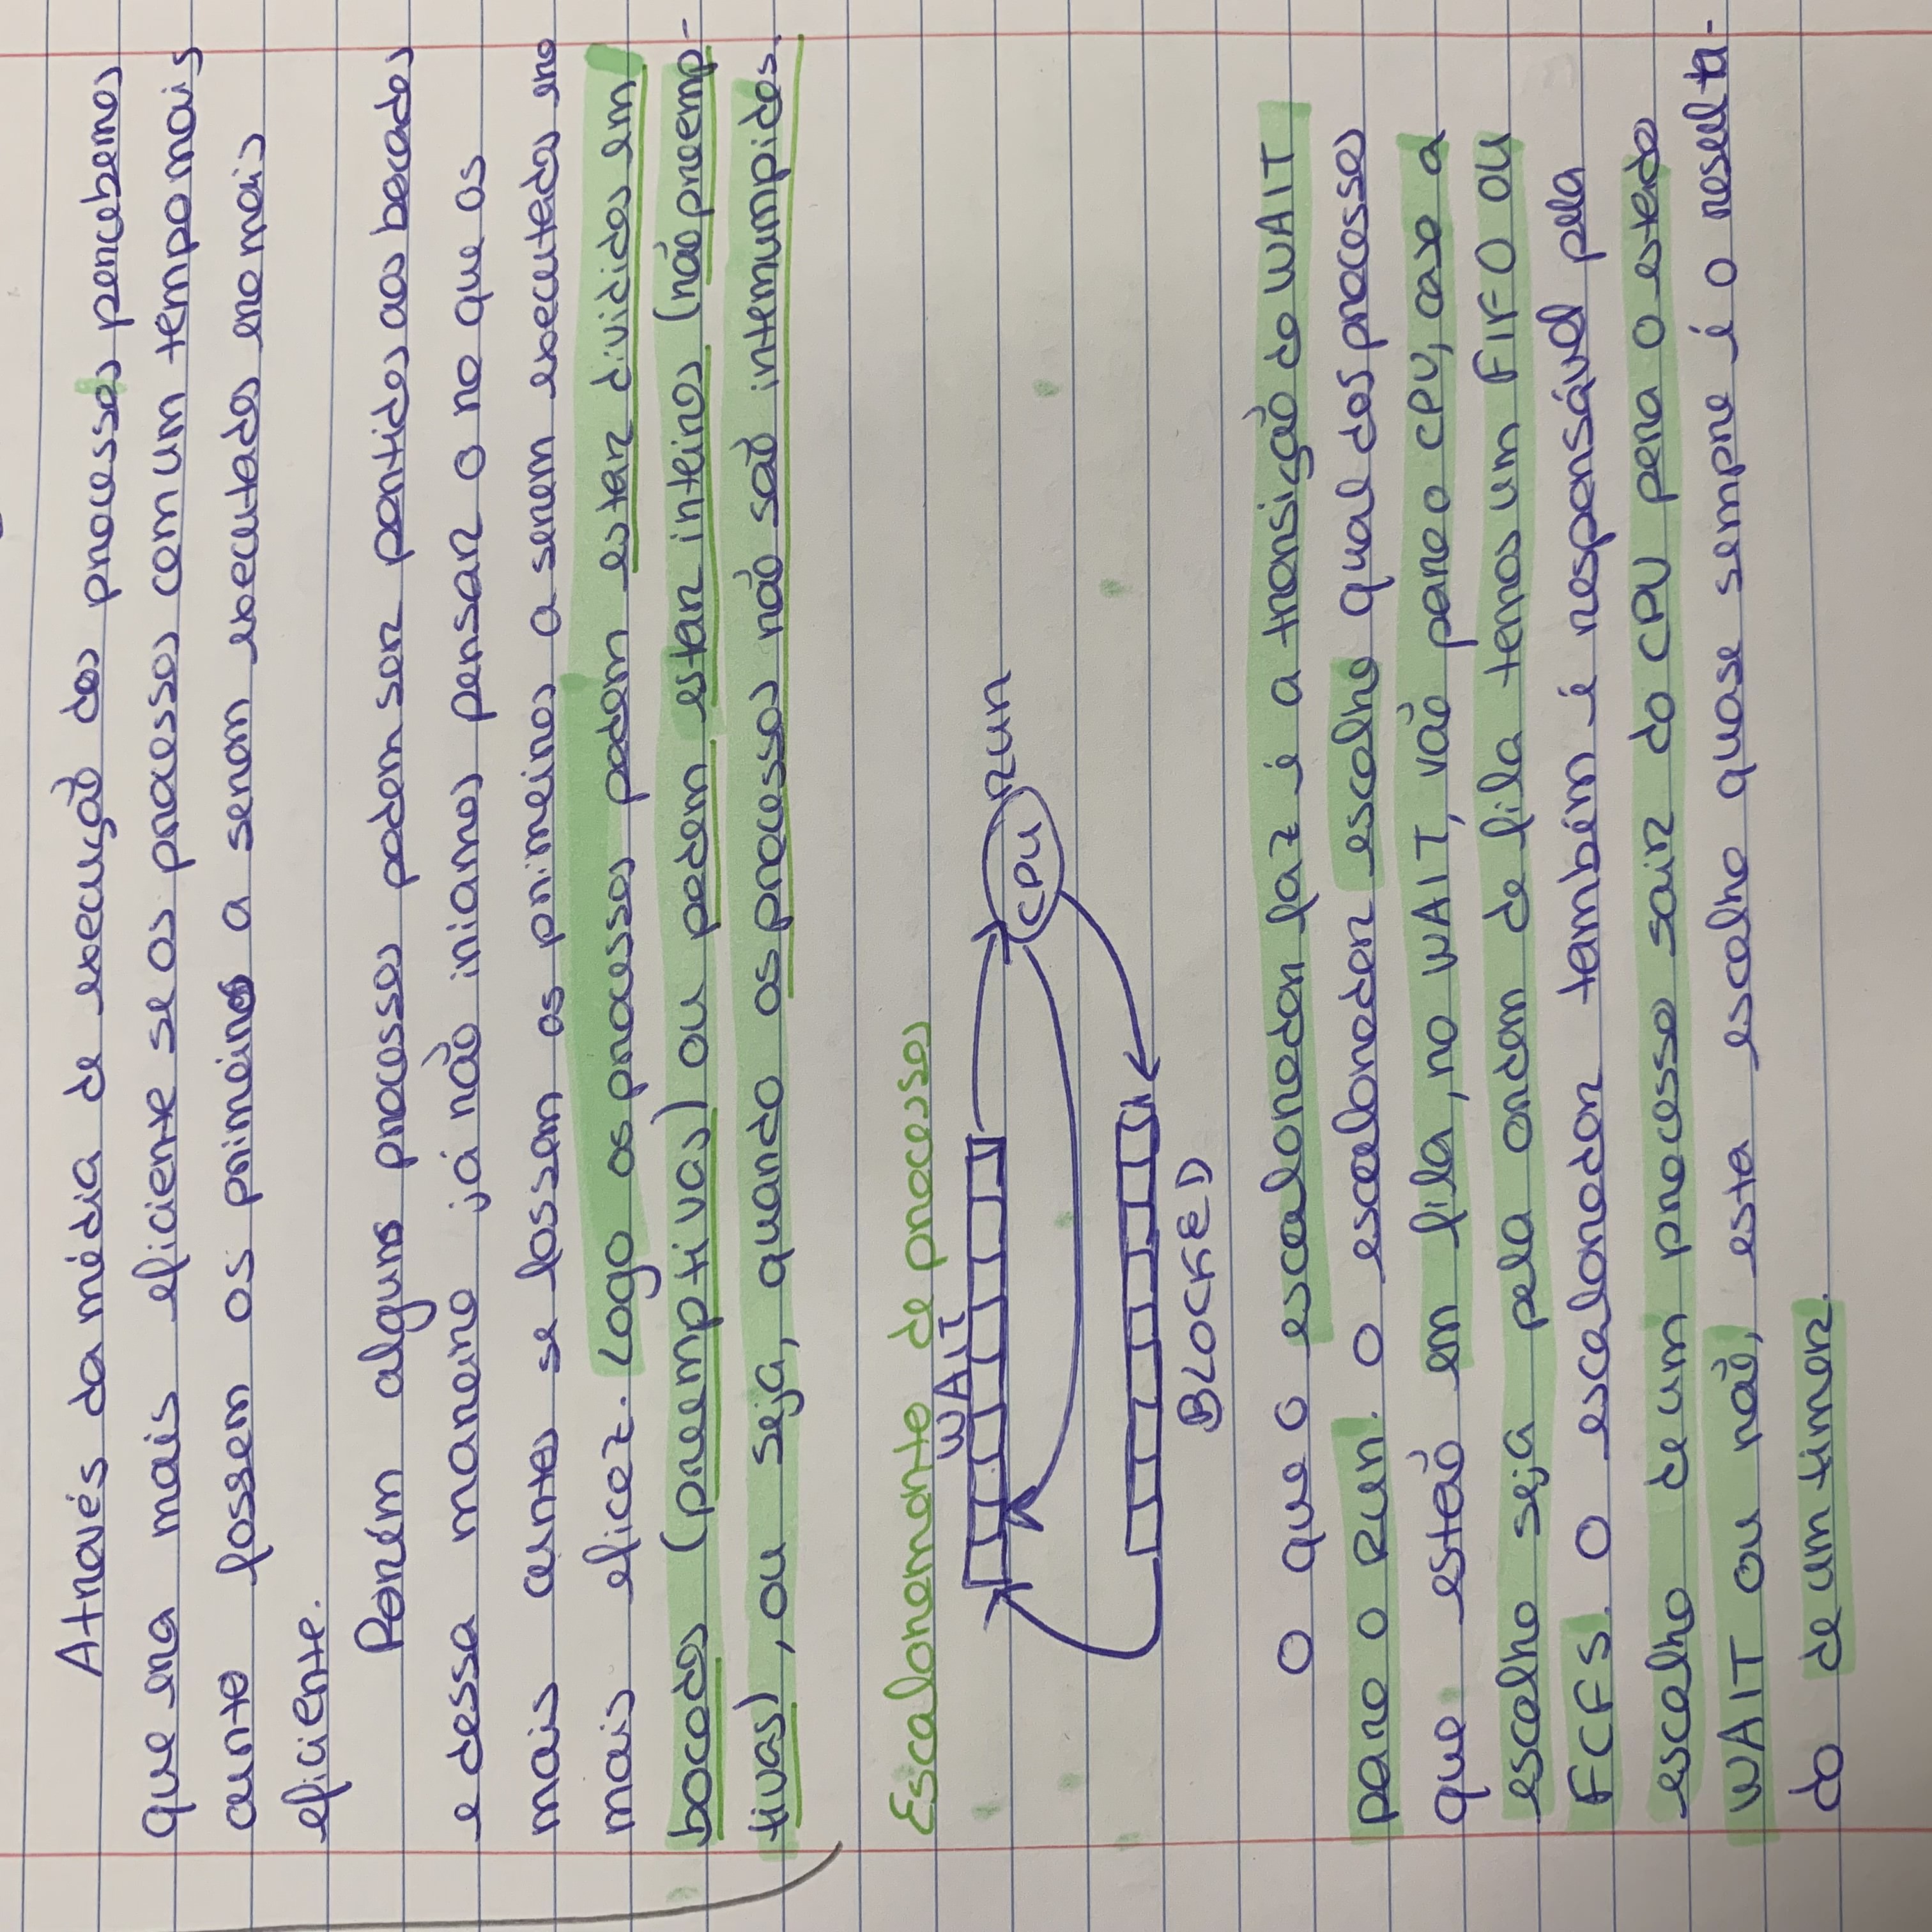 Através da média de execução dos processos percebemos
que era mais eficiente se os processos com um tempo mais
curto fossem os primeiros a serem executados era mais
eficiente.
Porém alguns processos podem ser partidos aos bocados
e dessa maneira já não iriamos pensar o no que os
mais curtos se fossem os primeiros a serem executados era
mais eficaz. Logo os processos podem estar divididos em
bocados (preemptivas) ou podem estar inteiros (não preemp-
tivas), ou seja, quando os processos não são interrumpidos.
Escalonamento de processos
WAIT
RUN
CPU
BLOCKED
O que o escalonador faz é a transição do WAIT
para o RUN. O escalonador escolhe qual dos processos
que estão em fila, no WAIT, vão para o CPU, caso a
escolha seja pela ordem de fila temos um FIFO ou
FCFS. O escalonador também é responsável pela
escolha de um processo sair do CPU para o estado
WAIT ou não, esta escolha quase sempre é o resulta-
do de um timer.